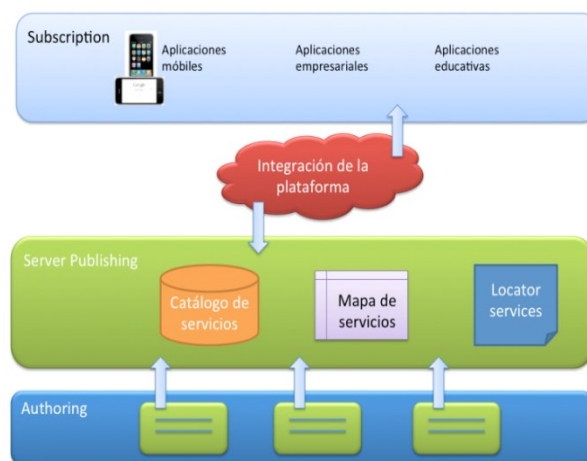 Subscription
Aplicaciones
móbiles
Aplicaciones
empresariales
Aplicaciones
educativas
Integración de la
plataforma
Server Publishing
Catálogo de
servicios
Mapa de
servicios
Locator
services
Authoring